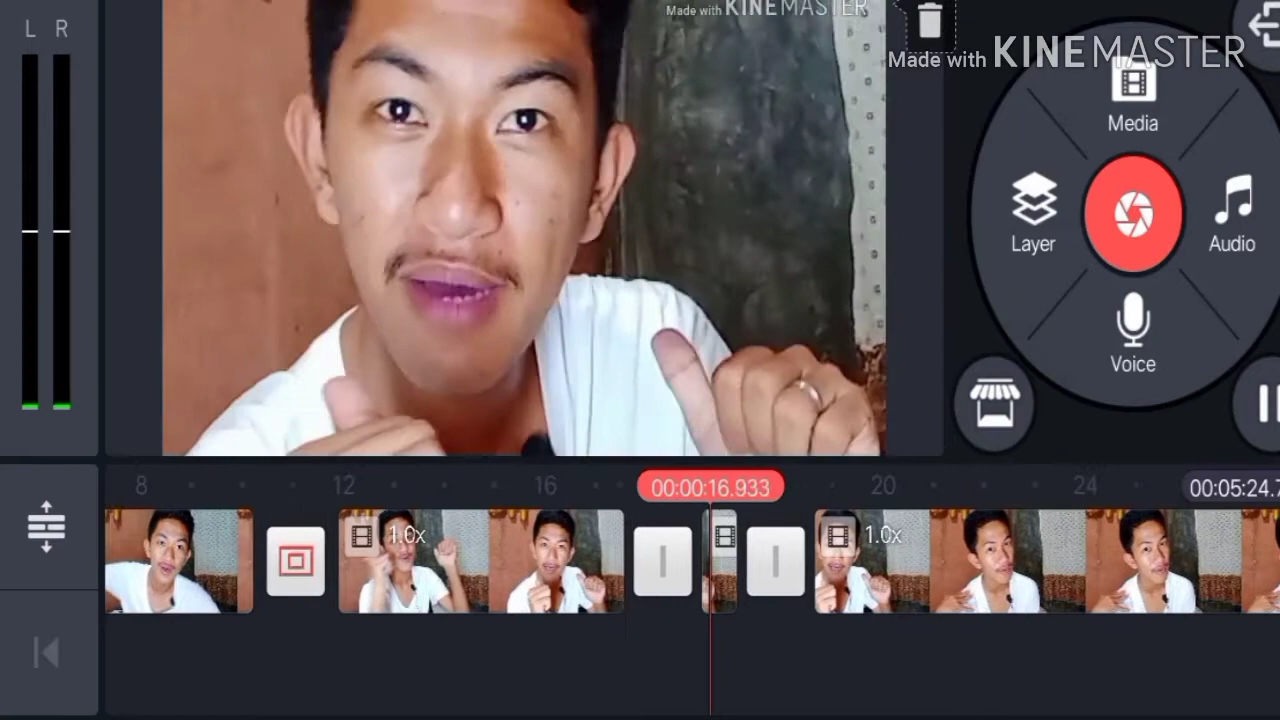 L R
Made with KINEMASTER
Made with KINEMASTER
Media
Layer
Audio
Voice
8
12
16
00:00:16.933
20
24
00:05:24.7
1.0x
1.0x